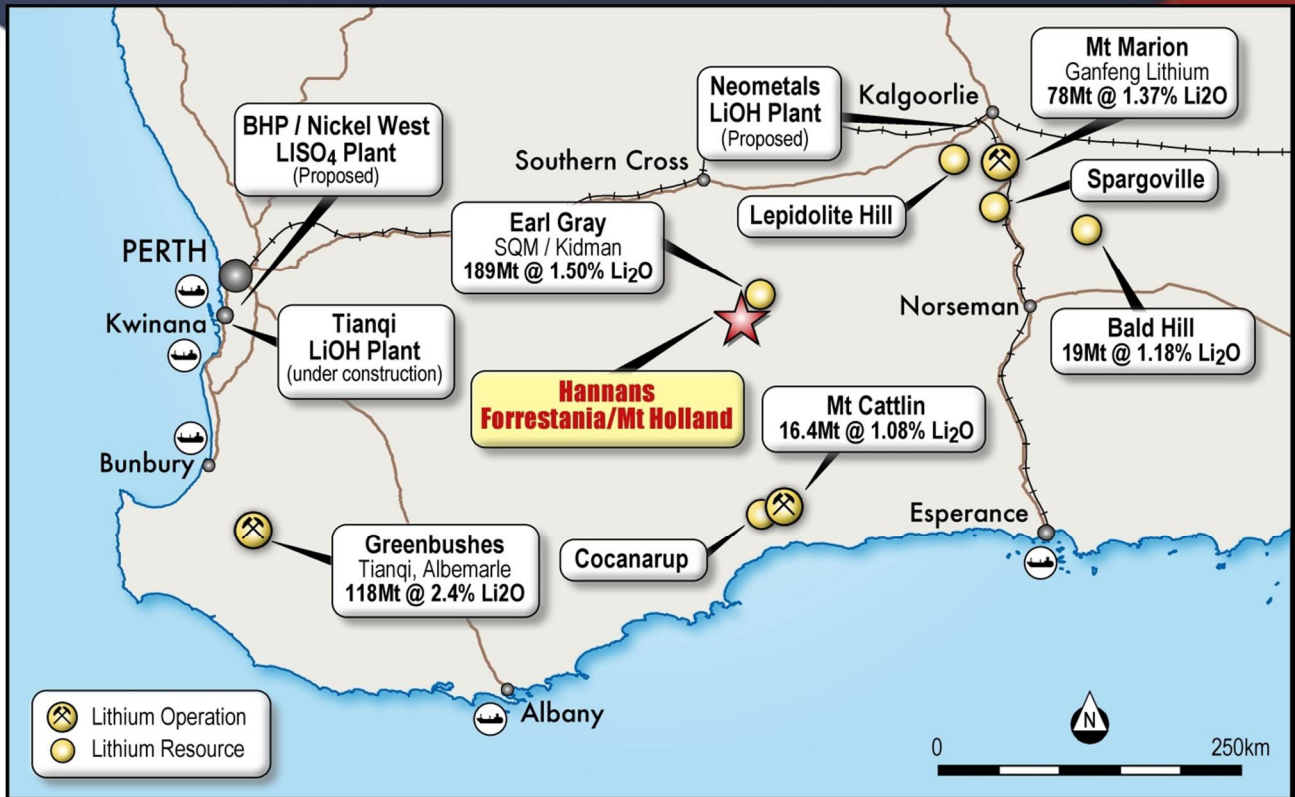 Mt Marion
Ganfeng Lithium
78Mt @ 1.37% Li2O
Neometals
LiOH Plant
(Proposed)
Kalgoorlie
BHP / Nickel West
LISO₄ Plant
(Proposed)
Southern Cross
Spargoville
Lepidolite Hill
Earl Gray
SQM / Kidman
189Mt @ 1.50% Li₂O
PERTH
Kwinana
Norseman
Tianqi
LiOH Plant
(under construction)
Bald Hill
19Mt @ 1.18% Li₂O
Hannans
Forrestania/Mt Holland
Mt Cattlin
16.4Mt @ 1.08% Li₂O
Bunbury
Esperance
Greenbushes
Tianqi, Albemarle
118Mt @ 2.4% Li2O
Cocanarup
Albany
Lithium Operation
Lithium Resource
N
0 250km